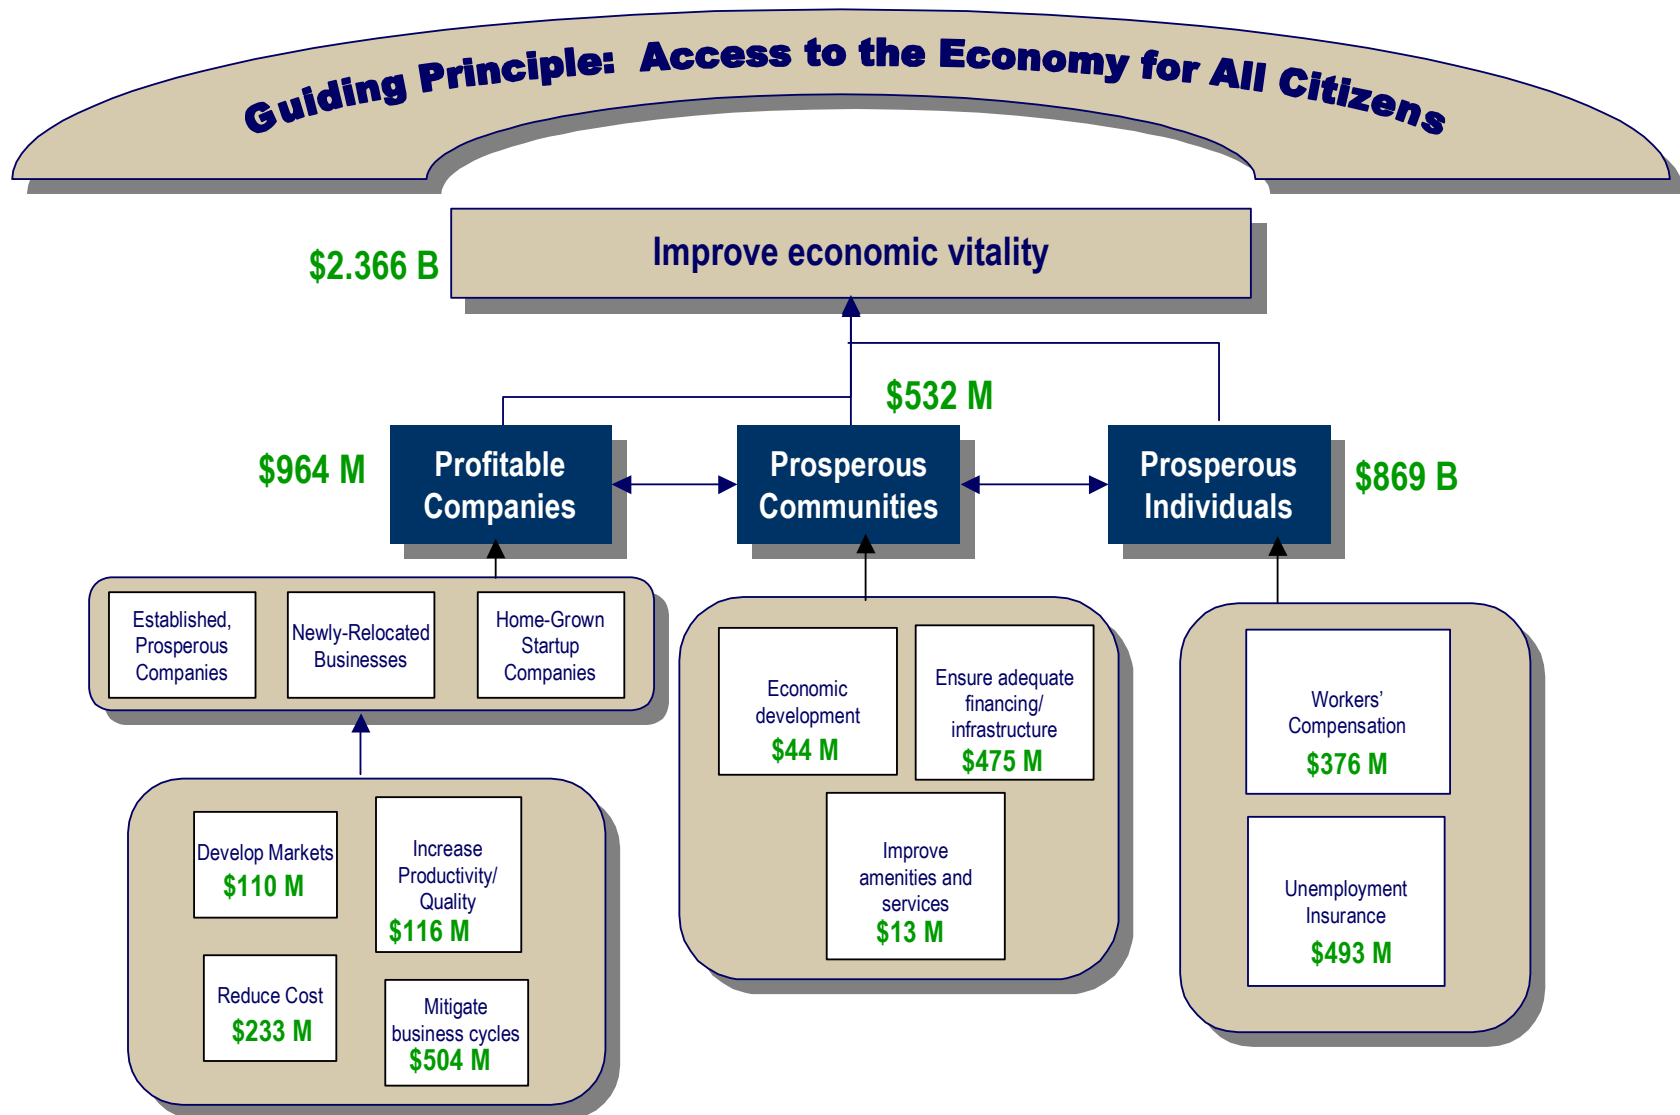 Guiding Principle: Access to the Economy for All Citizens
Improve economic vitality
$2.366 B
$532 M
$964 M
Profitable
Companies
Prosperous
Communities
Prosperous
Individuals
$869 B
Established,
Prosperous
Companies
Newly-Relocated
Businesses
Home-Grown
Startup
Companies
Economic
development
$44 M
Ensure adequate
financing/
infrastructure
$475 M
Improve
amenities and
services
$13 M
Workers’
Compensation
$376 M
Unemployment
Insurance
$493 M
Develop Markets
$110 M
Increase
Productivity/
Quality
$116 M
Reduce Cost
$233 M
Mitigate
business cycles
$504 M